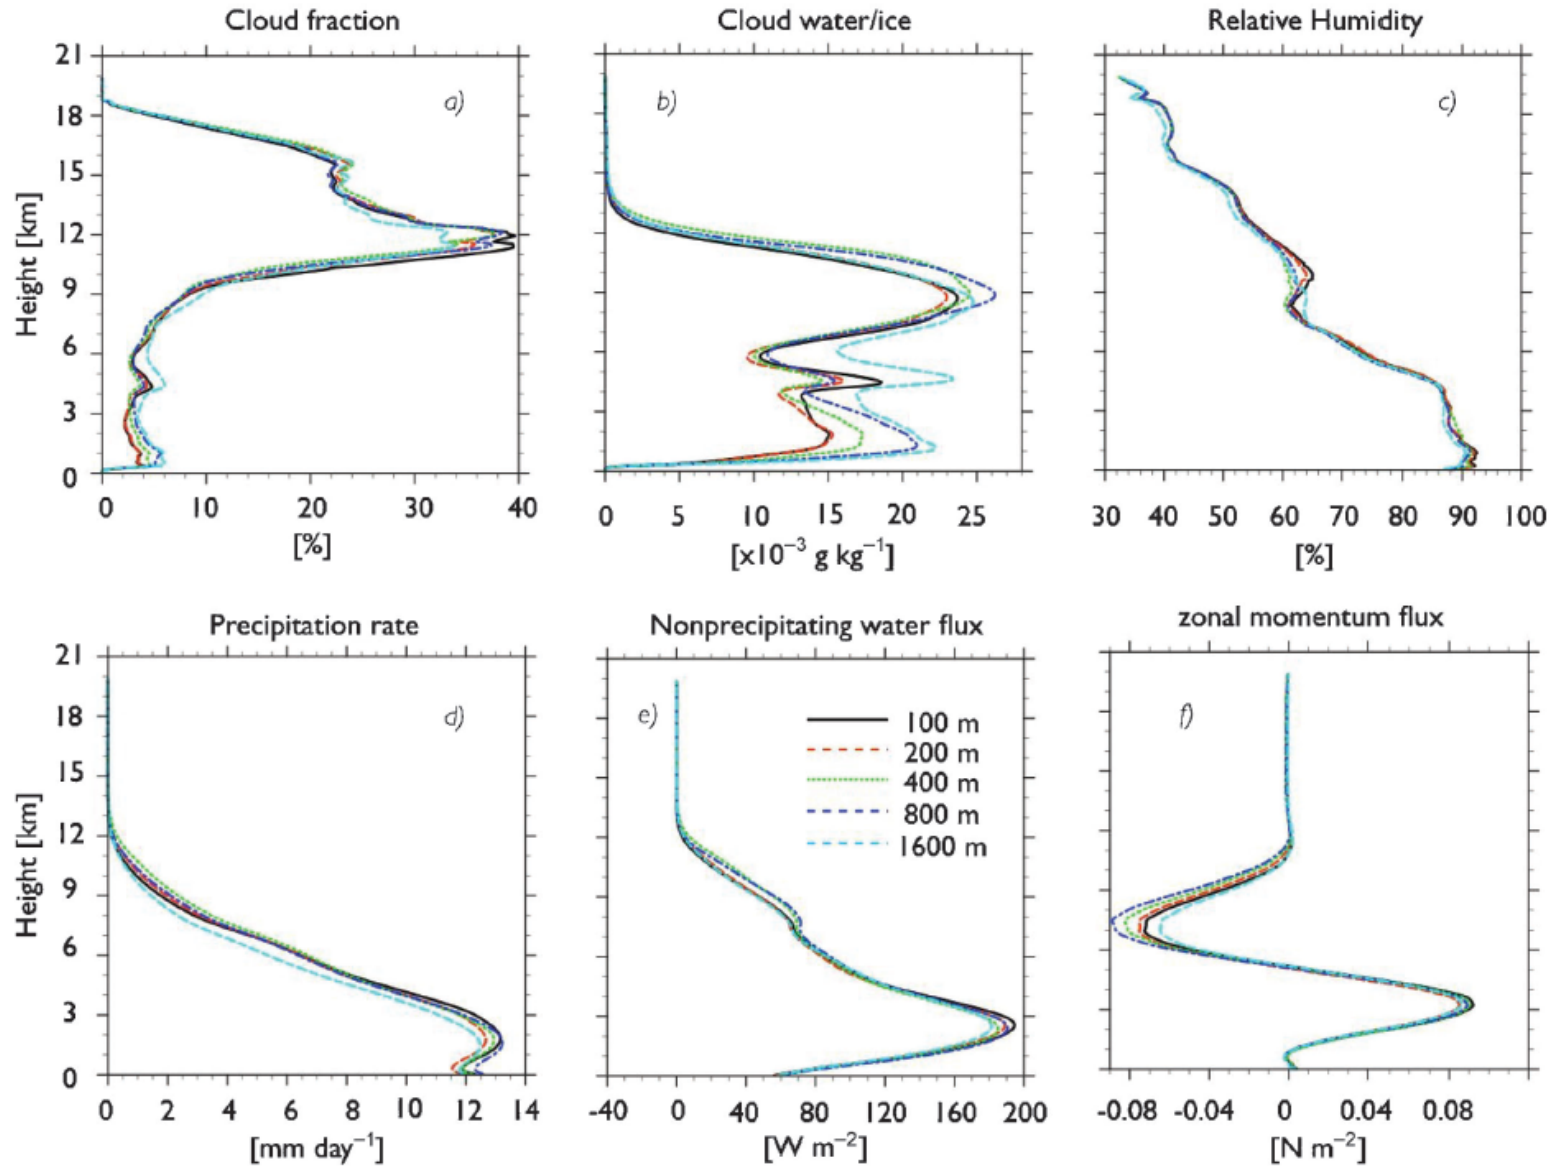 Cloud fraction
Cloud water/ice
Relative Humidity
21
18
15
12
9
6
3
0
Height [km]
a)
b)
c)
0 10 20 30 40
0 5 10 15 20 25
30 40 50 60 70 80 90 100
[%]
[x10⁻³ g kg⁻¹]
[%]
Precipitation rate
Nonprecipitating water flux
zonal momentum flux
21
18
15
12
9
6
3
0
Height [km]
d)
e)
f)
100 m
200 m
400 m
800 m
1600 m
0 2 4 6 8 10 12 14
-40 0 40 80 120 160 200
-0.08 -0.04 0 0.04 0.08
[mm day⁻¹]
[W m⁻²]
[N m⁻²]